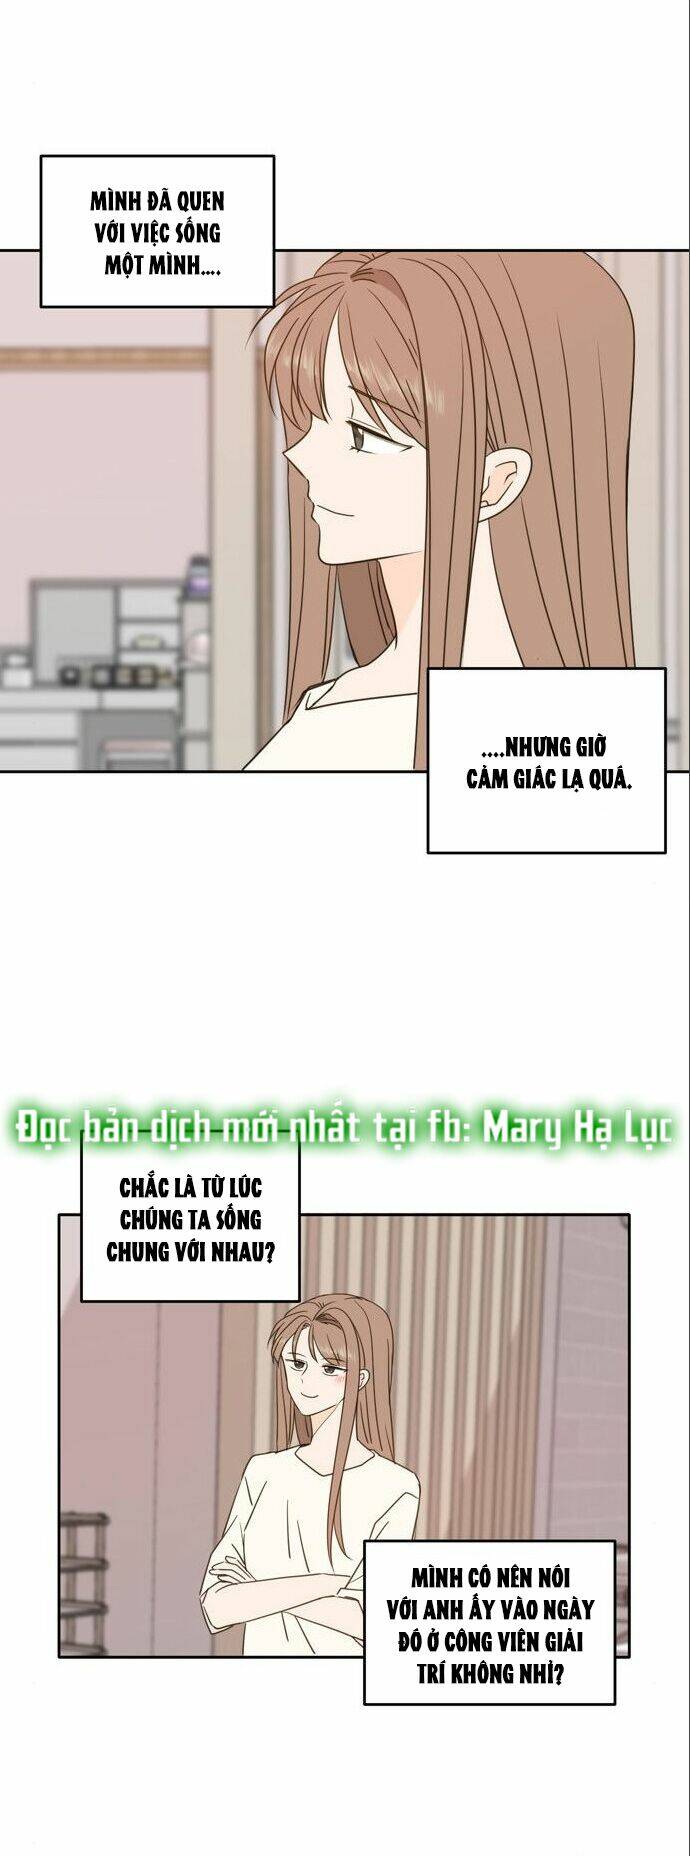 MÌNH ĐÃ QUEN
VỚI VIỆC SỐNG
MỘT MÌNH....
....NHƯNG GIỜ
CẢM GIÁC LẠ QUÁ.
Đọc bản dịch mới nhất tại fb: Mary Hạ Lục
CHẮC LÀ TỪ LÚC
CHÚNG TA SỐNG
CHUNG VỚI NHAU?
MÌNH CÓ NÊN NÓI
VỚI ANH ẤY VÀO NGÀY
ĐÓ Ở CÔNG VIÊN GIẢI
TRÍ KHÔNG NHỈ?